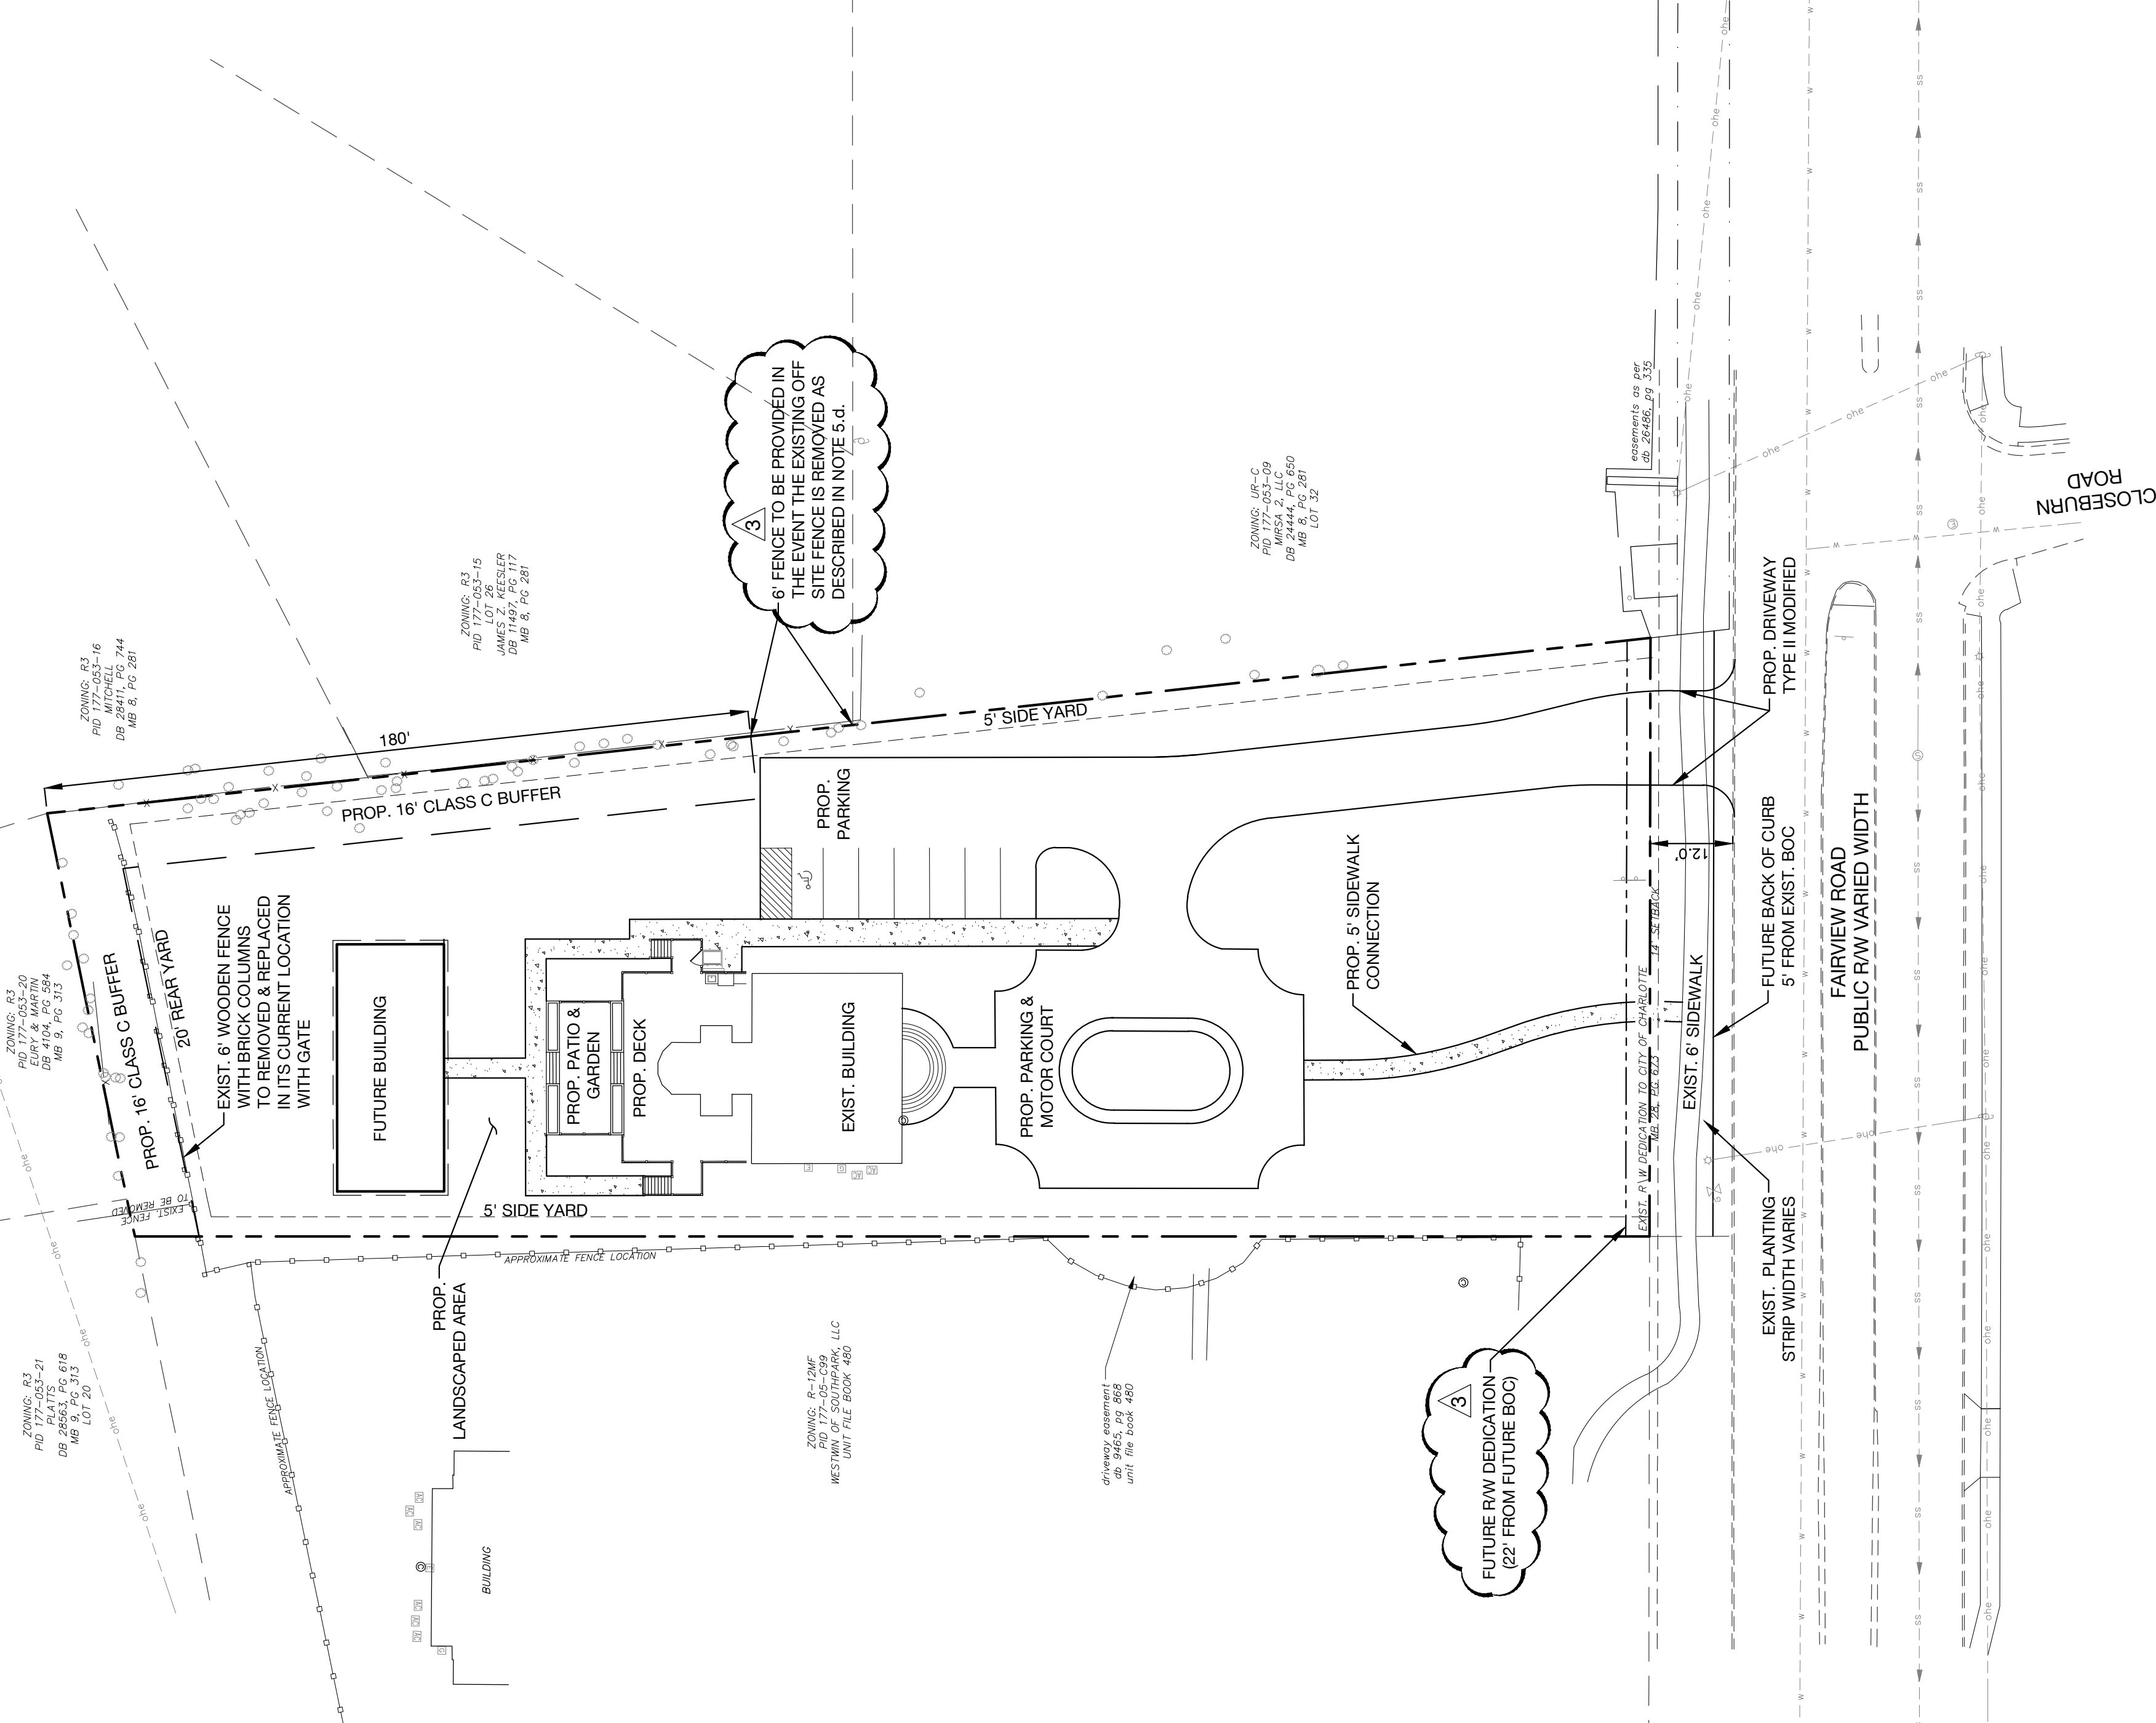 ZONING: R3
PID 177-053-16
MITCHELL
DB 28411, PG 744
MB 8, PG 281
ZONING: R3
PID 177-053-15
LOT 26
JAMES Z. KEESLER
DB 11497, PG 117
MB 8, PG 281
3
6' FENCE TO BE PROVIDED IN
THE EVENT THE EXISTING OFF
SITE FENCE IS REMOVED AS
DESCRIBED IN NOTE 5.d.
ZONING: UR-C
PID 177-053-09
MIRSA 2, LLC
DB 24444, PG 650
MB 8, PG 281
LOT 32
easements as per
db 26486, pg 335
CLOSEBURN
ROAD
ZONING: R3
PID 177-053-20
EURY & MARTIN
DB 4104, PG 584
MB 9, PG 313
180'
PROP. 16' CLASS C BUFFER
5' SIDE YARD
PROP. DRIVEWAY
TYPE II MODIFIED
PROP. 16' CLASS C BUFFER
20' REAR YARD
EXIST. 6' WOODEN FENCE
WITH BRICK COLUMNS
TO REMOVED & REPLACED
IN ITS CURRENT LOCATION
WITH GATE
FUTURE BUILDING
PROP. PATIO &
GARDEN
PROP. DECK
PROP.
PARKING
EXIST. BUILDING
PROP. PARKING &
MOTOR COURT
PROP. 5' SIDEWALK
CONNECTION
12.0'
14' SETBACK
EXIST. R\W DEDICATION TO CITY OF CHARLOTTE
MB 28, PG 673
EXIST. 6' SIDEWALK
FUTURE BACK OF CURB
5' FROM EXIST. BOC
FAIRVIEW ROAD
PUBLIC R/W VARIED WIDTH
EXIST. FENCE
TO BE REMOVED
5' SIDE YARD
APPROXIMATE FENCE LOCATION
PROP.
LANDSCAPED AREA
EXIST. PLANTING
STRIP WIDTH VARIES
ZONING: R3
PID 177-053-21
PLATTS
DB 28563, PG 618
MB 9, PG 313
LOT 20
APPROXIMATE FENCE LOCATION
BUILDING
ZONING: R-12MF
PID 177-05-C99
WESTWIN OF SOUTHPARK, LLC
UNIT FILE BOOK 480
driveway easement
db 9465, pg 868
unit file book 480
3
FUTURE R/W DEDICATION
(22' FROM FUTURE BOC)